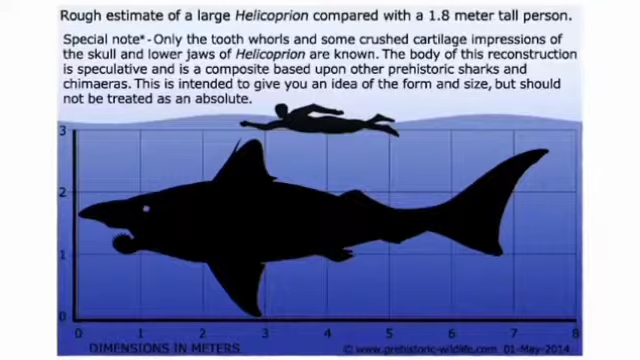 Rough estimate of a large Helicoprion compared with a 1.8 meter tall person.
Special note*- Only the tooth whorls and some crushed cartilage impressions of
the skull and lower jaws of Helicoprion are known. The body of this reconstruction
is speculative and is a composite based upon other prehistoric sharks and
chimaeras. This is intended to give you an idea of the form and size, but should
not be treated as an absolute.
3
2
1
0
0 1 2 3 4 5 6 7 8
DIMENSIONS IN METERS
© www.prehistoric-wildlife.com 01-May-2014